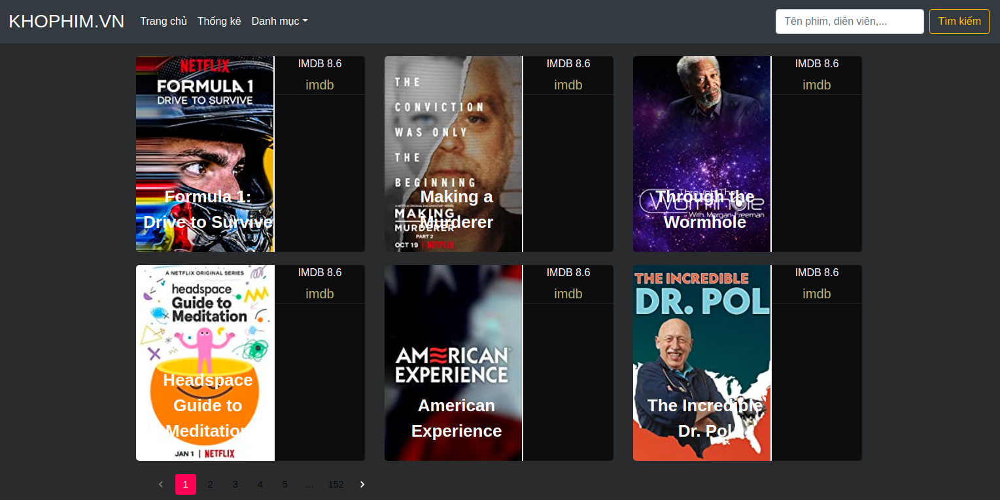 KHOPHIM.VN Trang chủ Thống kê Danh mục Tên phim, diễn viên,... Tìm kiếm
NETFLIX
FORMULA 1
DRIVE TO SURVIVE
Formula 1:
Drive to Survive
IMDB 8.6
imdb
THE
CONVICTION
WAS ONLY
THE
BEGINNING
A NETFLIX ORIGINAL DOCUMENTARY SERIES
MAKING
MURDERER
PART 2
OCT 19 | NETFLIX
Making a
Murderer
IMDB 8.6
imdb
Through The
Wormhole
With Morgan Freeman
Through the
Wormhole
IMDB 8.6
imdb
A NETFLIX ORIGINAL SERIES
headspace
Guide to
Meditation
Headspace
Guide to
Meditation
JAN 1 | NETFLIX
IMDB 8.6
imdb
AMERICAN
EXPERIENCE
American
Experience
IMDB 8.6
imdb
THE INCREDIBLE
DR. POL
The Incredible
Dr. Pol
IMDB 8.6
imdb
1 2 3 4 5 ... 152